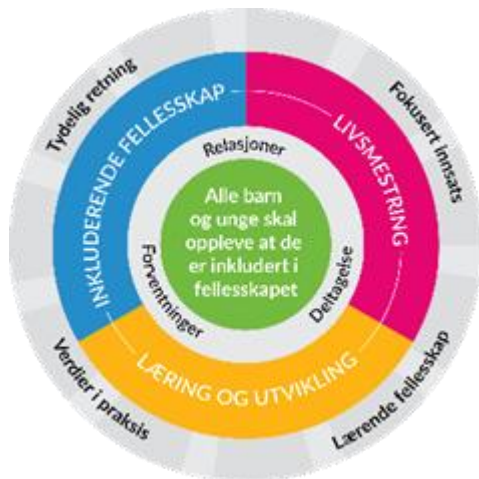 Tydelig retning
Fokusert innsats
INKLUDERENDE FELLESSKAP
LIVSMESTRING
Relasjoner
Alle barn
og unge skal
oppleve at de
er inkludert i
fellesskapet
Forventninger
Deltagelse
LÆRING OG UTVIKLING
Verdier i praksis
Lærende fellesskap